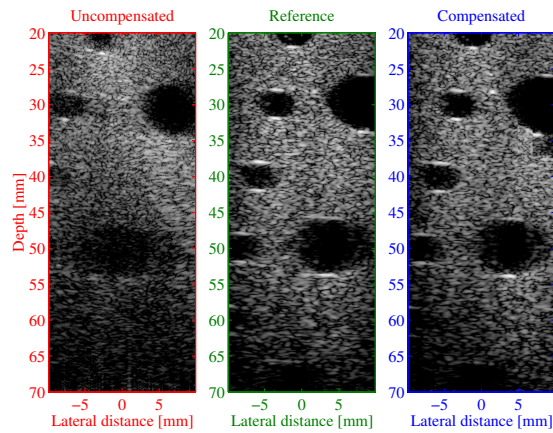 Uncompensated Reference Compensated
20 20 20
25 25 25
30 30 30
35 35 35
40 40 40
45 45 45
50 50 50
55 55 55
60 60 60
65 65 65
70 70 70
Depth [mm]
−5 0 5 −5 0 5 −5 0 5
Lateral distance [mm] Lateral distance [mm] Lateral distance [mm]